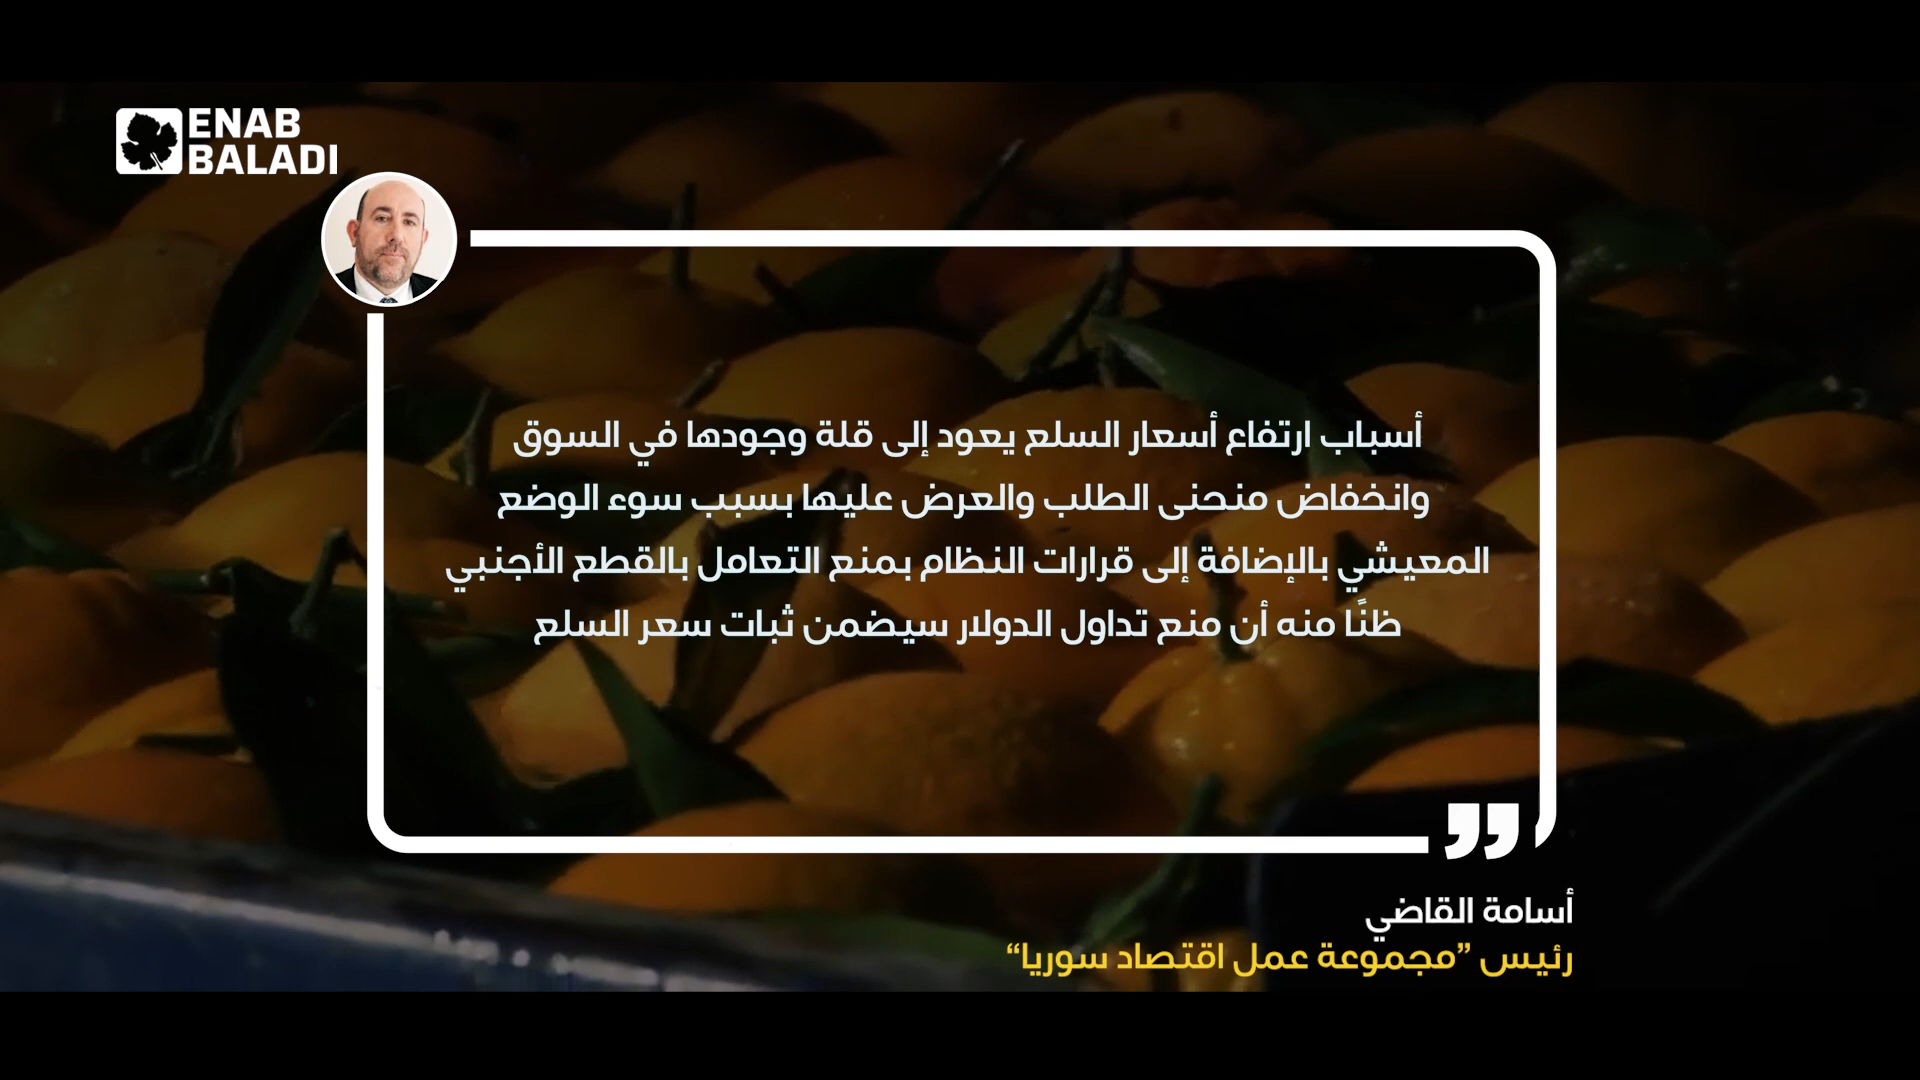 ENAB
BALADI
أسباب ارتفاع أسعار السلع يعود إلى قلة وجودها في السوق
وانخفاض منحنى الطلب والعرض عليها بسبب سوء الوضع
المعيشي بالإضافة إلى قرارات النظام بمنع التعامل بالقطع الأجنبي
ظنًا منه أن منع تداول الدولار سيضمن ثبات سعر السلع
أسامة القاضي
رئيس ”مجموعة عمل اقتصاد سوريا“